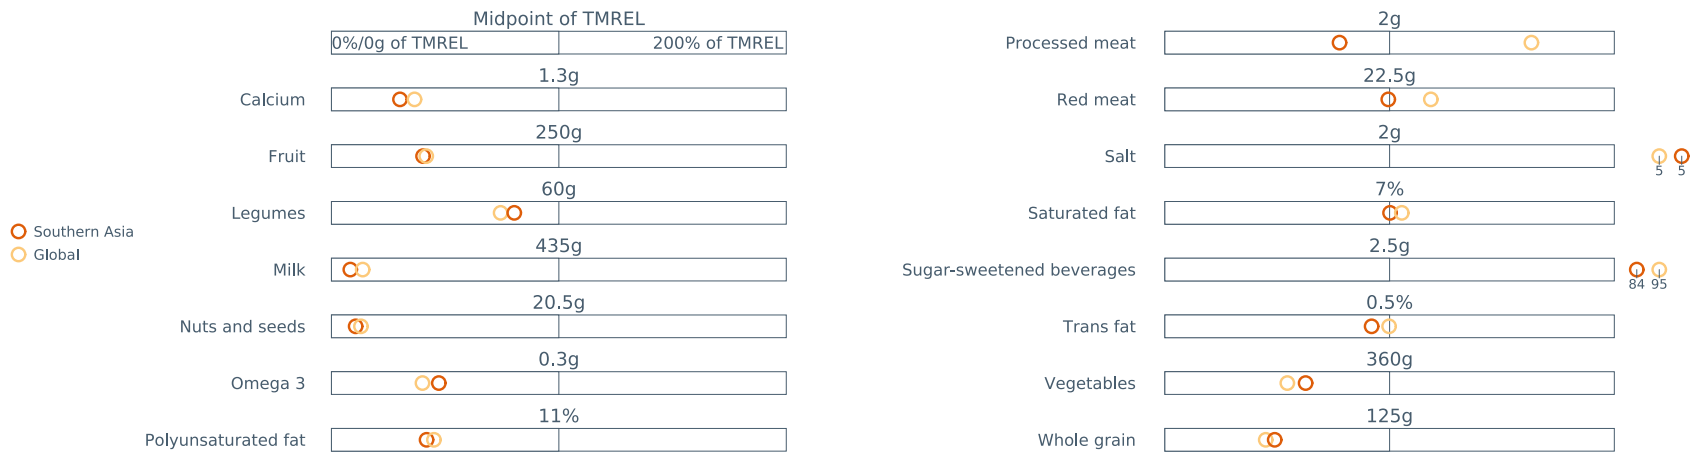 Midpoint of TMREL
0%/0g of TMREL 200% of TMREL
1.3g
Calcium
250g
Fruit
60g
Legumes
435g
Milk
20.5g
Nuts and seeds
0.3g
Omega 3
11%
Polyunsaturated fat
Southern Asia
Global
2g
Processed meat
22.5g
Red meat
2g
Salt
5 5
7%
Saturated fat
2.5g
Sugar-sweetened beverages
84 95
0.5%
Trans fat
360g
Vegetables
125g
Whole grain